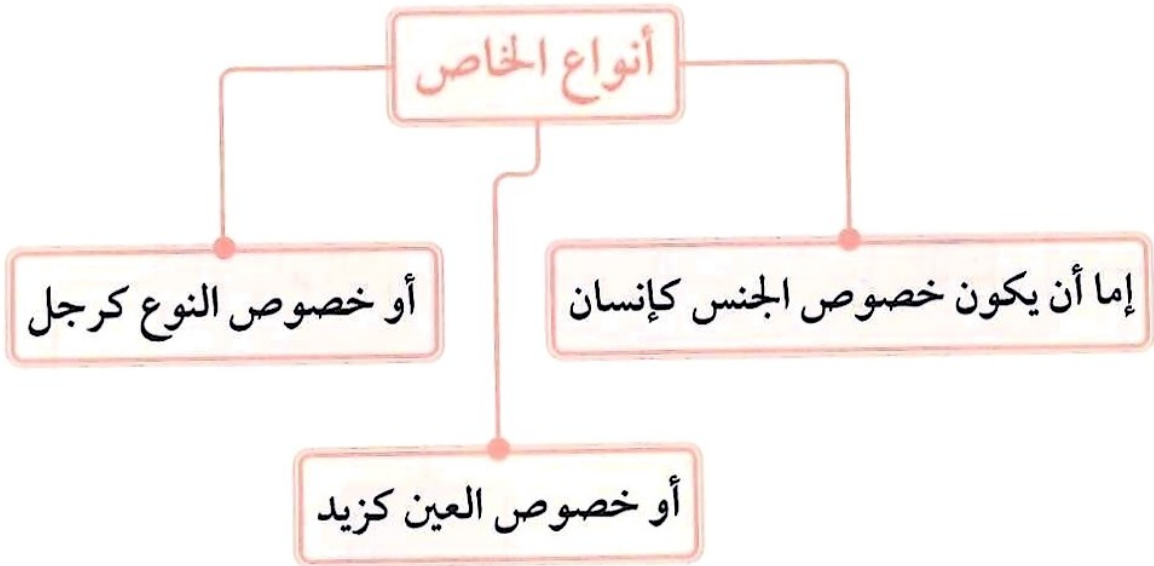 أنواع الخاص
إما أن يكون خصوص الجنس كإنسان
أو خصوص النوع كرجل
أو خصوص العين كزيد